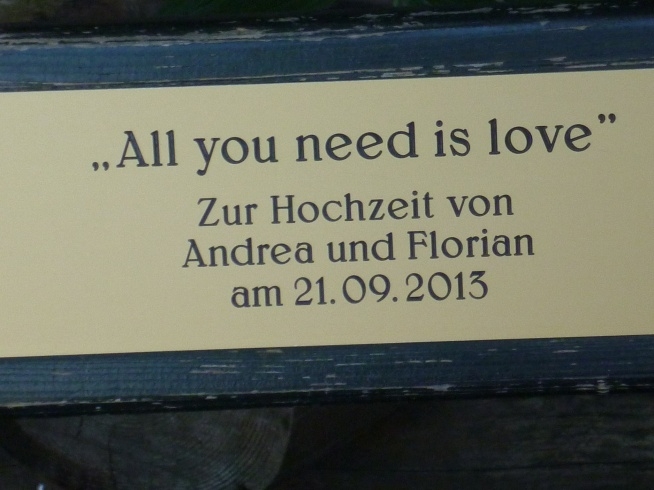 „All you need is love”
Zur Hochzeit von
Andrea und Florian
am 21.09.2013